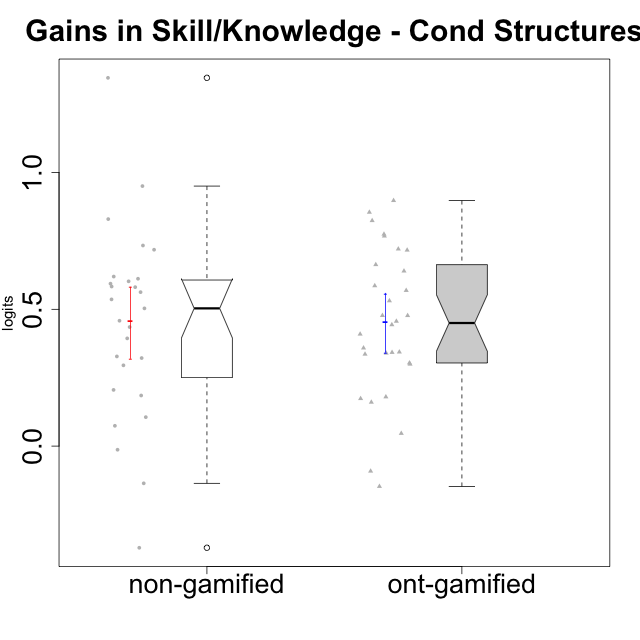 Gains in Skill/Knowledge - Cond Structures
logits
1.0
0.5
0.0
non-gamified
ont-gamified